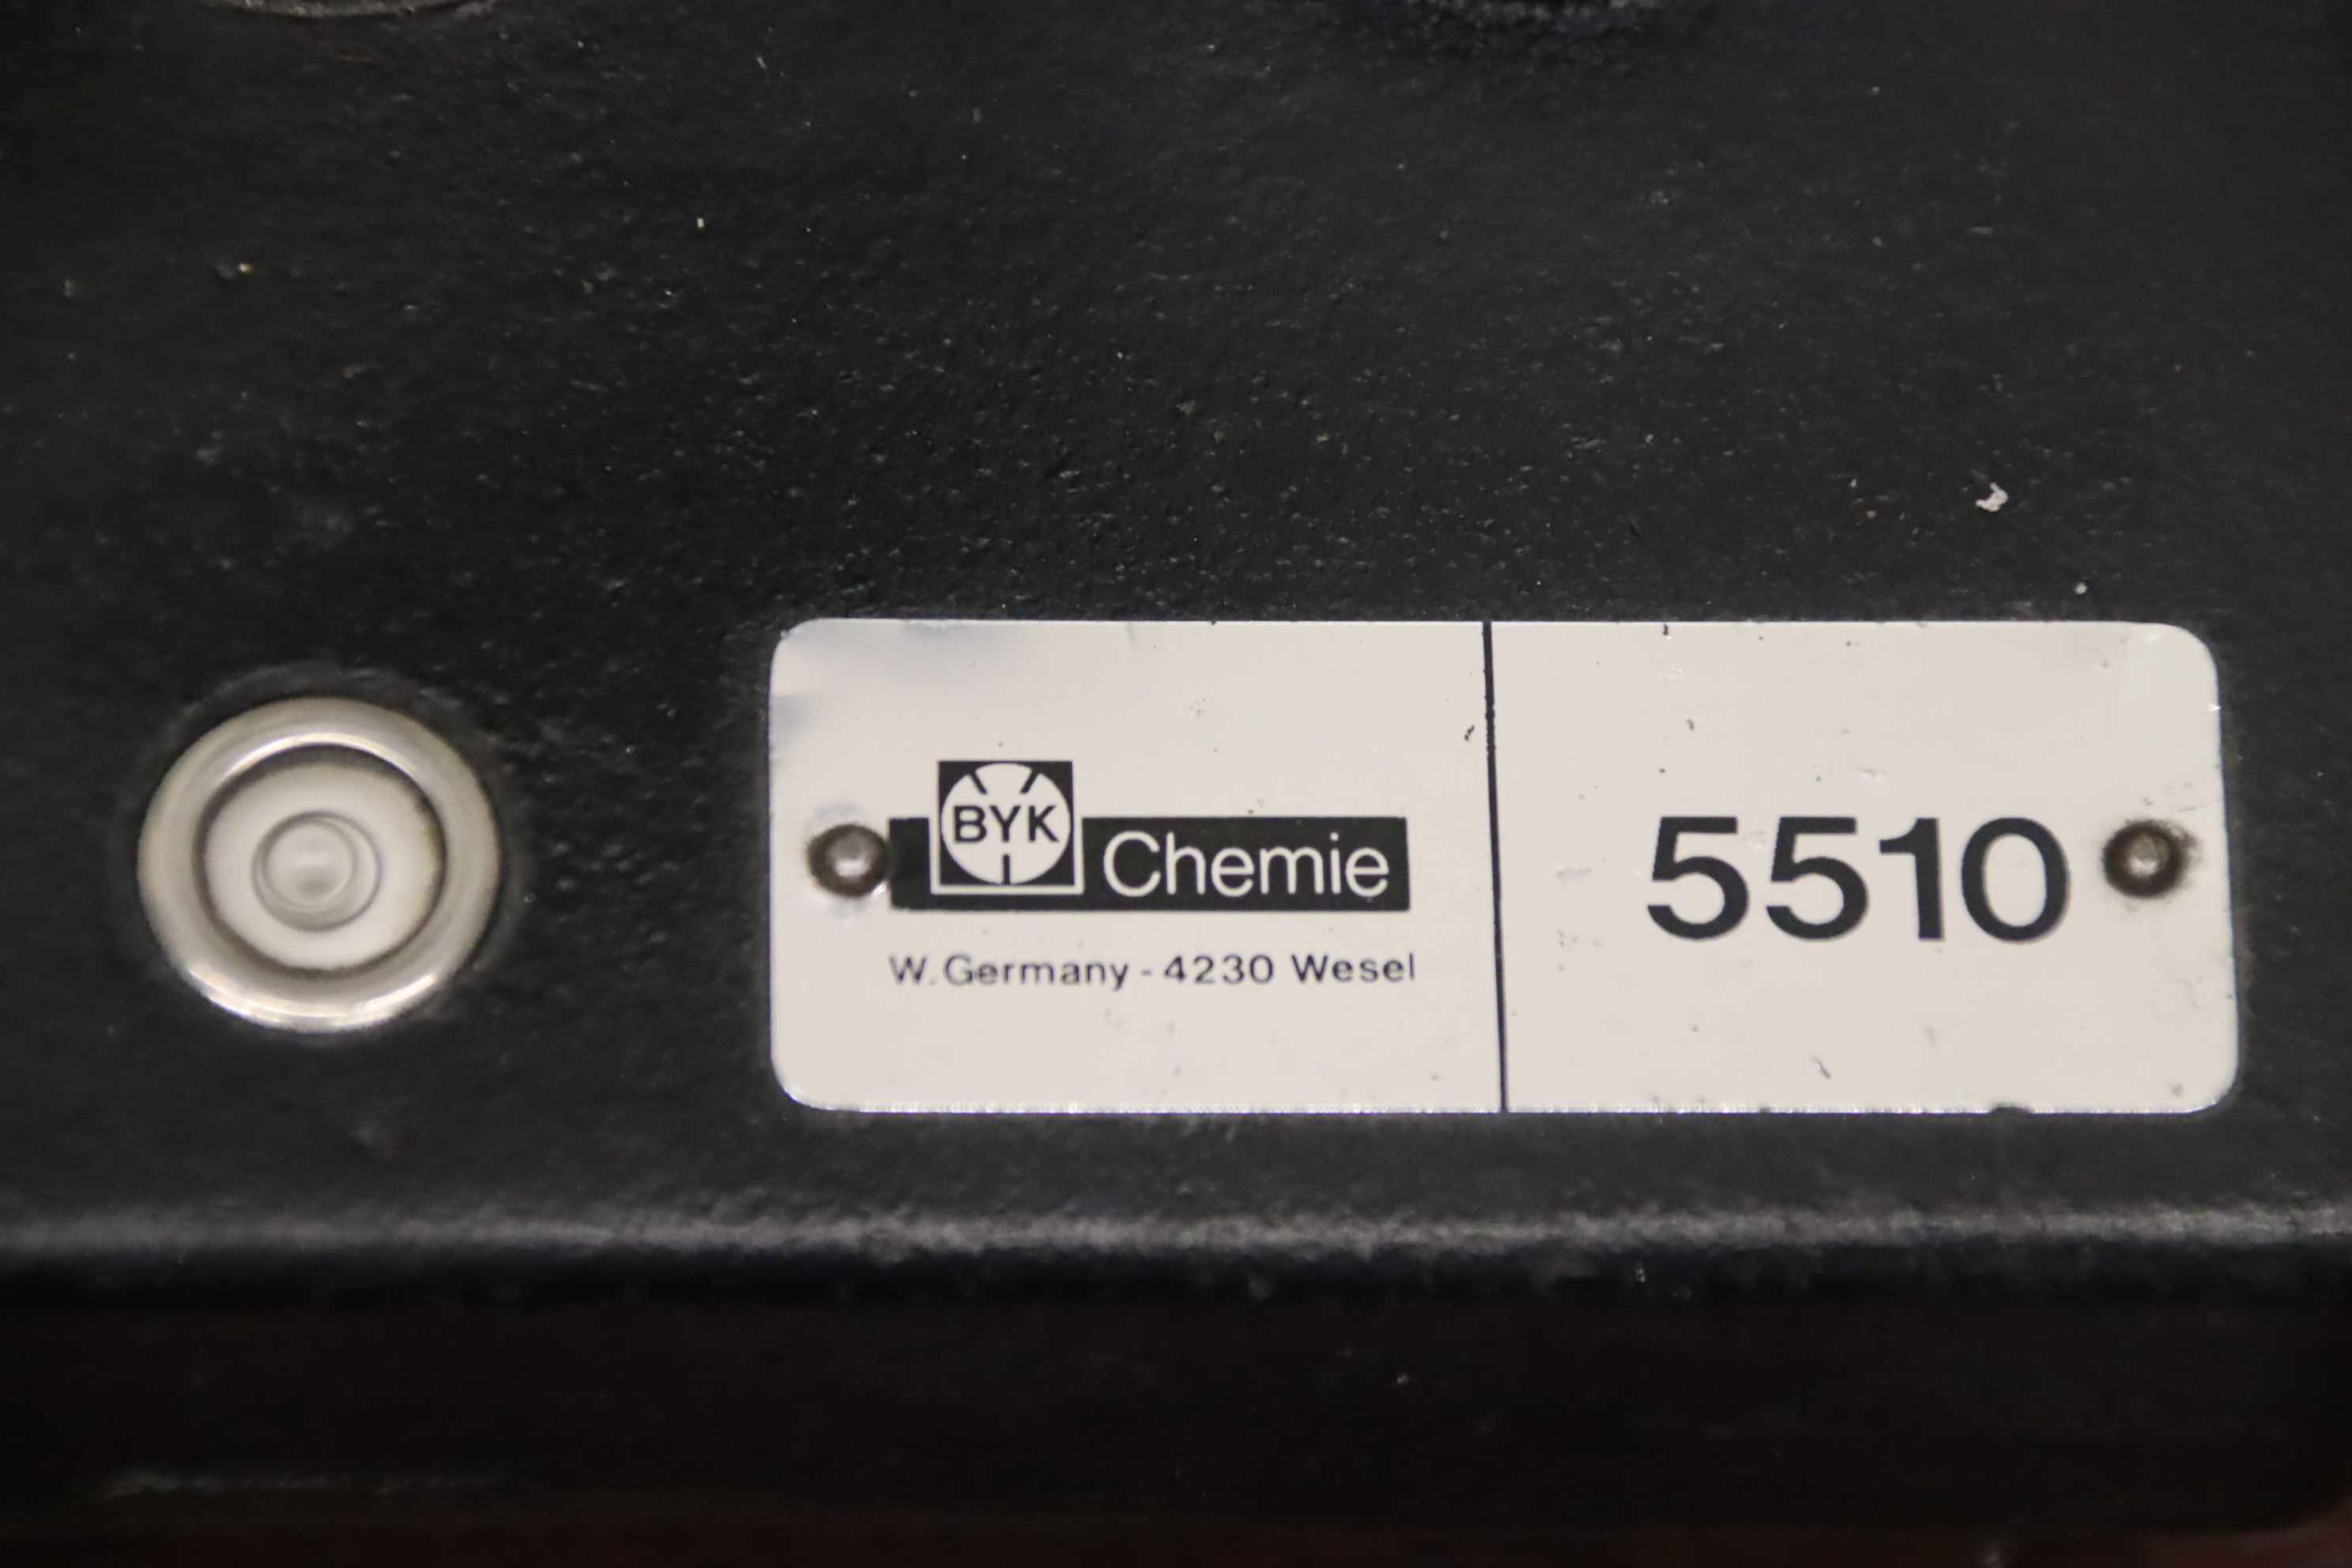 BYK Chemie
W. Germany - 4230 Wesel
5510